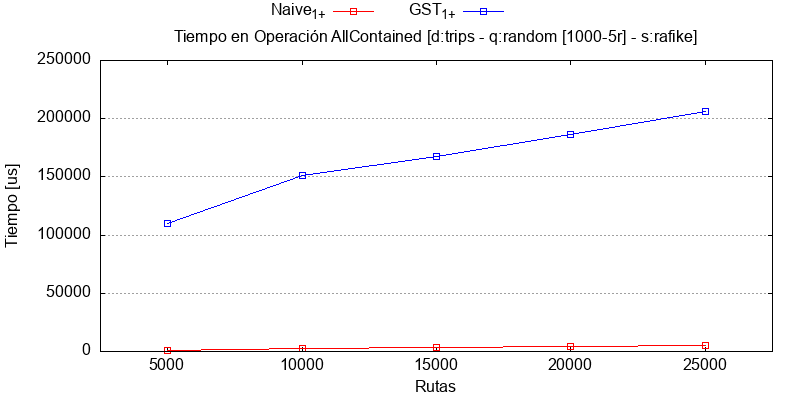 Naive1+ GST1+
Tiempo en Operación AllContained [d:trips - q:random [1000-5r] - s:rafike]
250000
200000
150000
100000
50000
0
Tiempo [us]
5000 10000 15000 20000 25000
Rutas